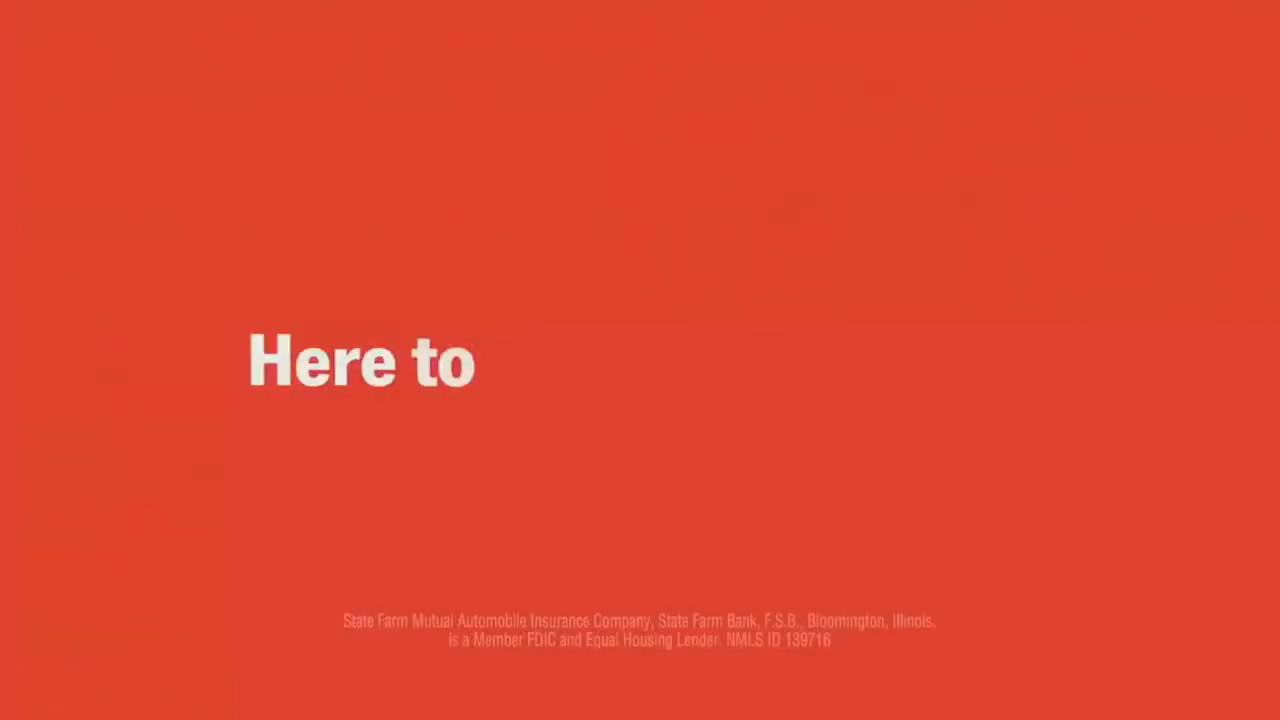 Here to
State Farm Mutual Automobile Insurance Company, State Farm Bank, F.S.B., Bloomington, Illinois,
is a Member FDIC and Equal Housing Lender. NMLS ID 139716